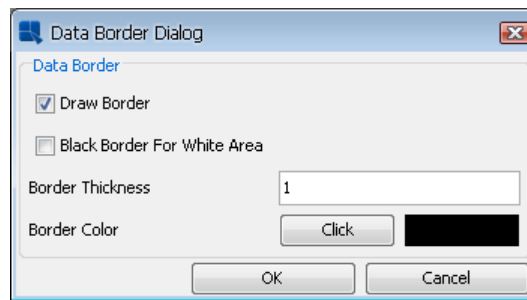 Data Border Dialog
Data Border
Draw Border
Black Border For White Area
Border Thickness 1
Border Color Click
OK Cancel